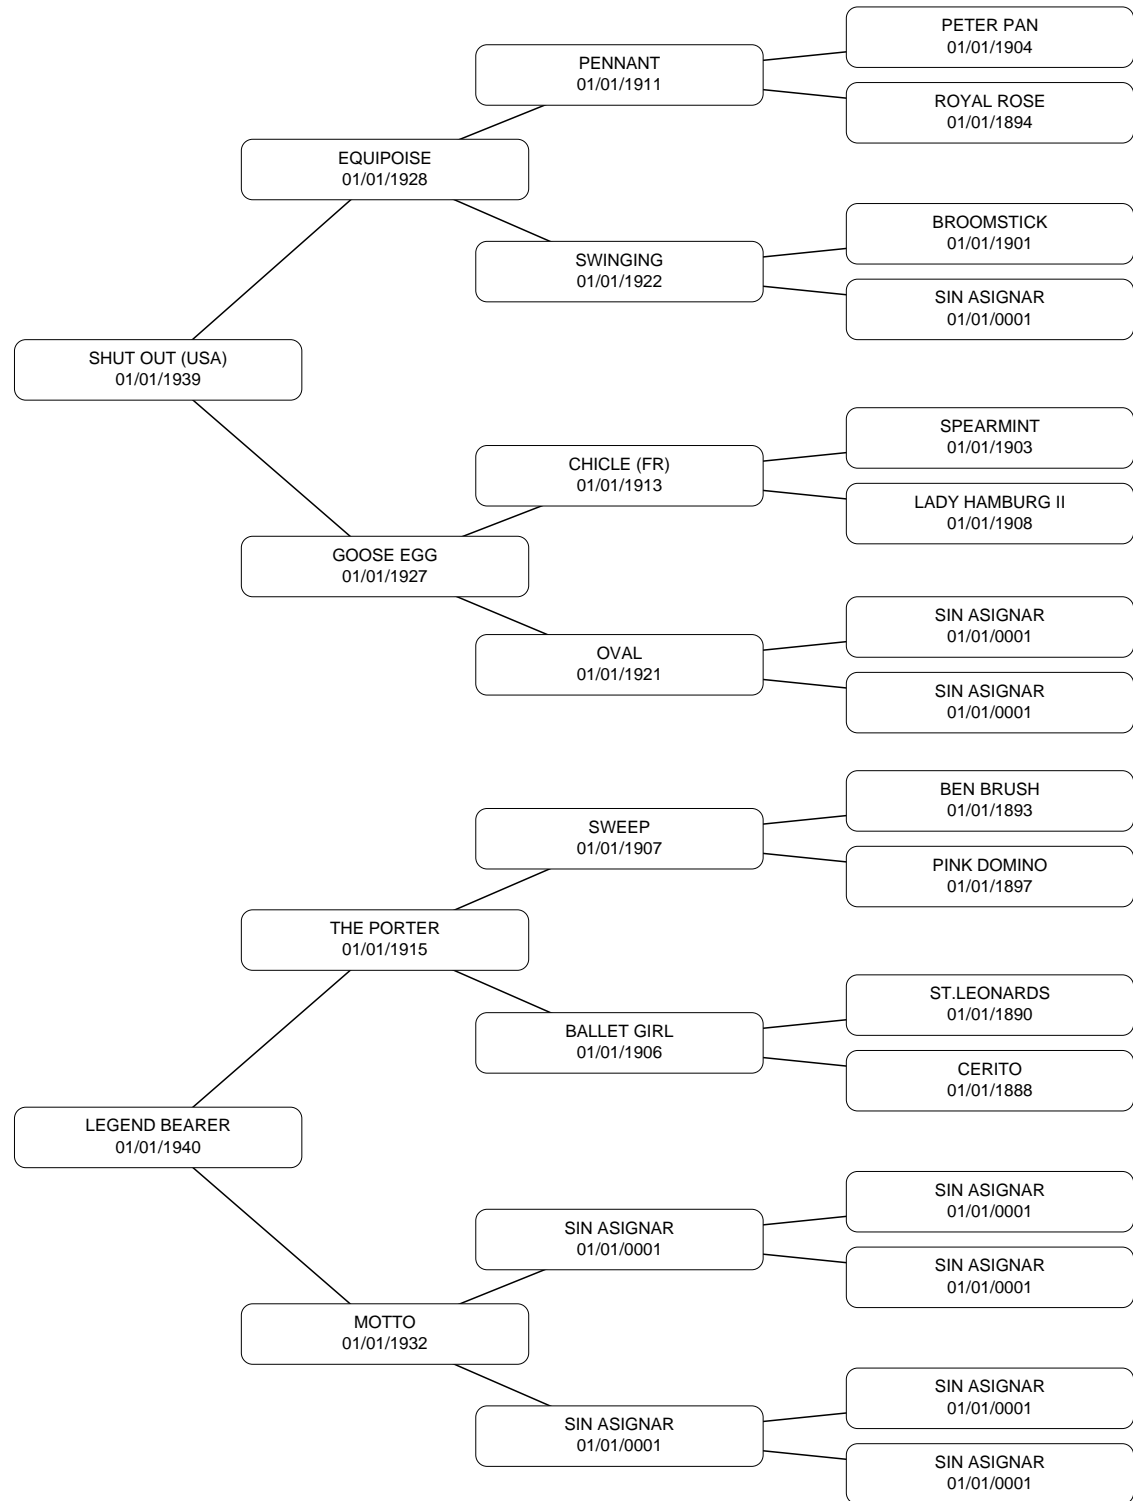 PETER PAN
01/01/1904
PENNANT
01/01/1911
ROYAL ROSE
01/01/1894
EQUIPOISE
01/01/1928
BROOMSTICK
01/01/1901
SWINGING
01/01/1922
SIN ASIGNAR
01/01/0001
SHUT OUT (USA)
01/01/1939
SPEARMINT
01/01/1903
CHICLE (FR)
01/01/1913
LADY HAMBURG II
01/01/1908
GOOSE EGG
01/01/1927
SIN ASIGNAR
01/01/0001
OVAL
01/01/1921
SIN ASIGNAR
01/01/0001
BEN BRUSH
01/01/1893
SWEEP
01/01/1907
PINK DOMINO
01/01/1897
THE PORTER
01/01/1915
ST.LEONARDS
01/01/1890
BALLET GIRL
01/01/1906
CERITO
01/01/1888
LEGEND BEARER
01/01/1940
SIN ASIGNAR
01/01/0001
SIN ASIGNAR
01/01/0001
SIN ASIGNAR
01/01/0001
MOTTO
01/01/1932
SIN ASIGNAR
01/01/0001
SIN ASIGNAR
01/01/0001
SIN ASIGNAR
01/01/0001